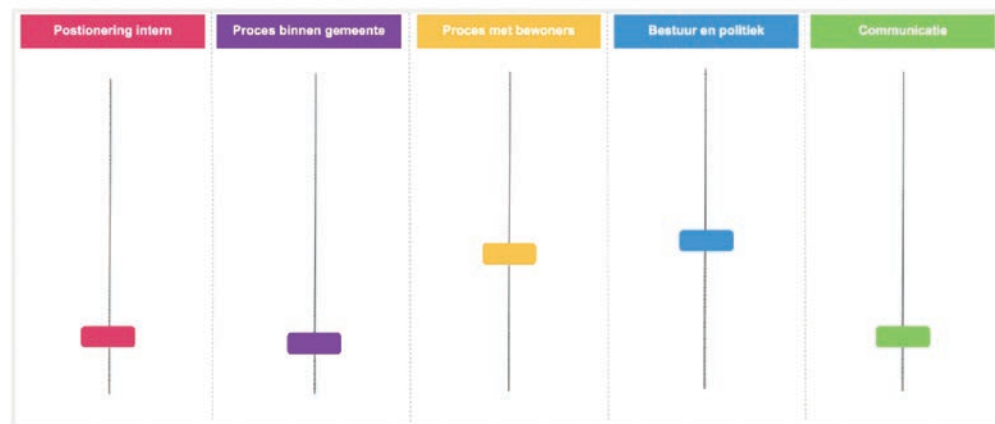 Postionering intern
Proces binnen gemeente
Proces met bewoners
Bestuur en politiek
Communicatie